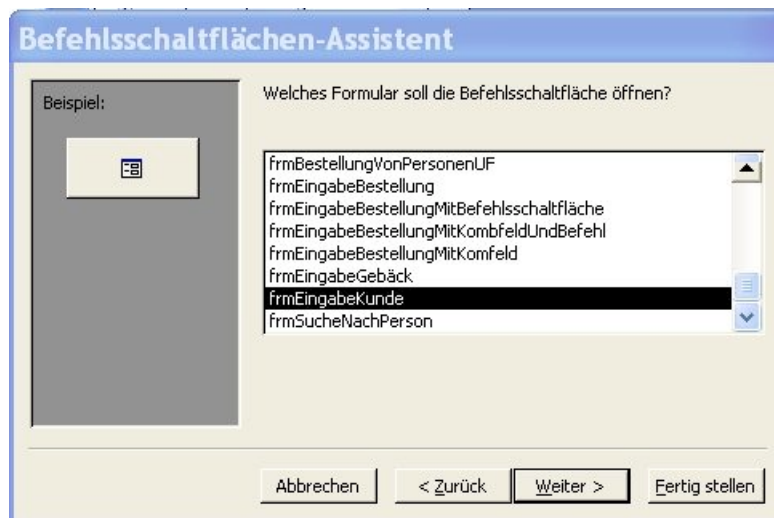 Befehlsschaltflächen-Assistent
Beispiel:
Welches Formular soll die Befehlsschaltfläche öffnen?
frmBestellungVonPersonenUF
frmEingabeBestellung
frmEingabeBestellungMitBefehlsschaltfläche
frmEingabeBestellungMitKombfeldUndBefehl
frmEingabeBestellungMitKomfeld
frmEingabeGebäck
frmEingabeKunde
frmSucheNachPerson
Abbrechen
< Zurück
Weiter >
Fertig stellen